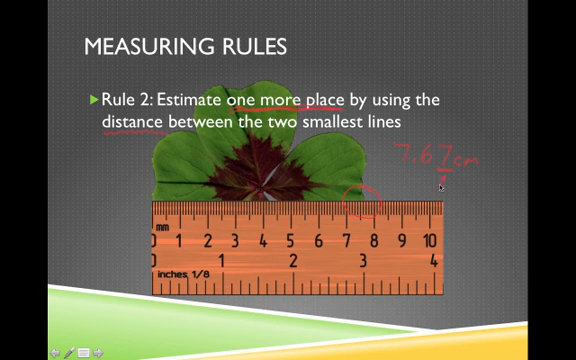 MEASURING RULES
Rule 2: Estimate one more place by using the
distance between the two smallest lines
7.67cm
mm
0 1 2 3 4 5 6 7 8 9 10
0 1 2 3 4
inches 1/8